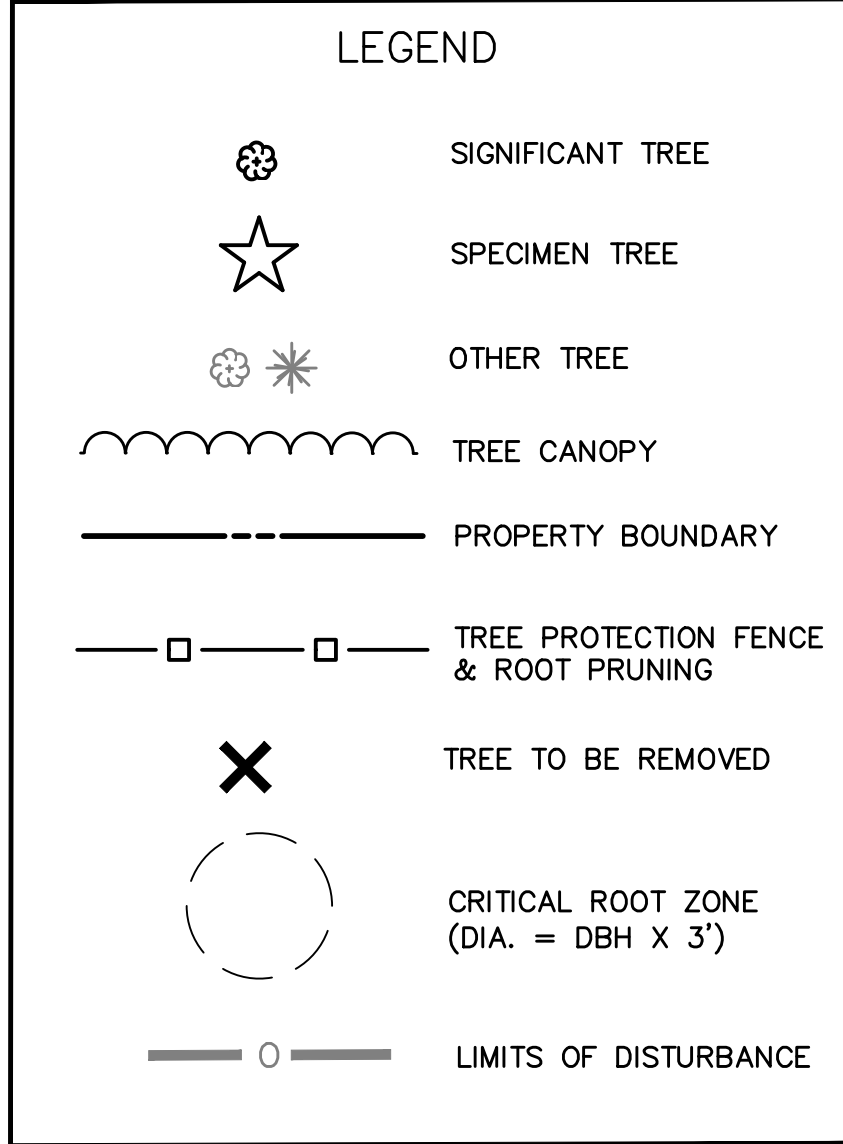 LEGEND
SIGNIFICANT TREE
SPECIMEN TREE
OTHER TREE
TREE CANOPY
PROPERTY BOUNDARY
TREE PROTECTION FENCE
& ROOT PRUNING
TREE TO BE REMOVED
CRITICAL ROOT ZONE
(DIA. = DBH X 3')
LIMITS OF DISTURBANCE